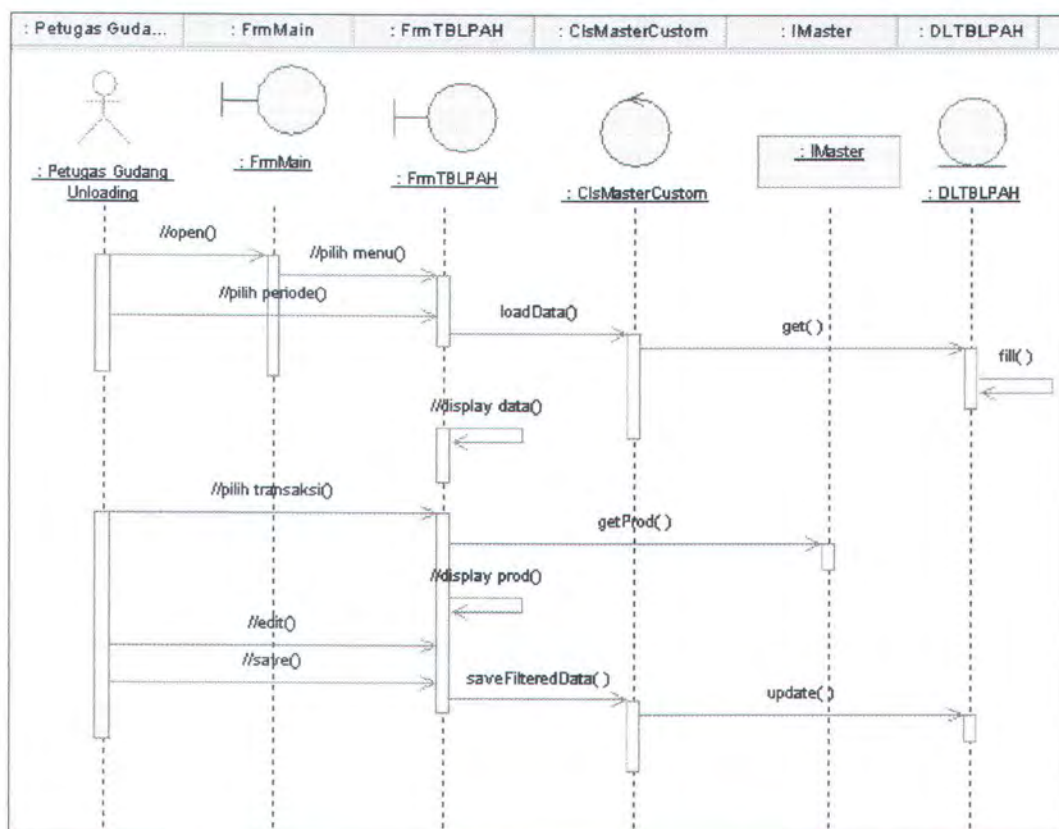 : Petugas Guda... : FrmMain : FrmTBLPAH : ClsMasterCustom : IMaster : DLTBLPAH
: Petugas Gudang
Unloading
: FrmMain
: FrmTBLPAH
: ClsMasterCustom
: IMaster
: DLTBLPAH
//open()
//pilih menu()
//pilih periode()
loadData()
get( )
fill( )
//display data()
//pilih transaksi()
getProd( )
//display prod()
//edit()
//save()
saveFilteredData( )
update( )